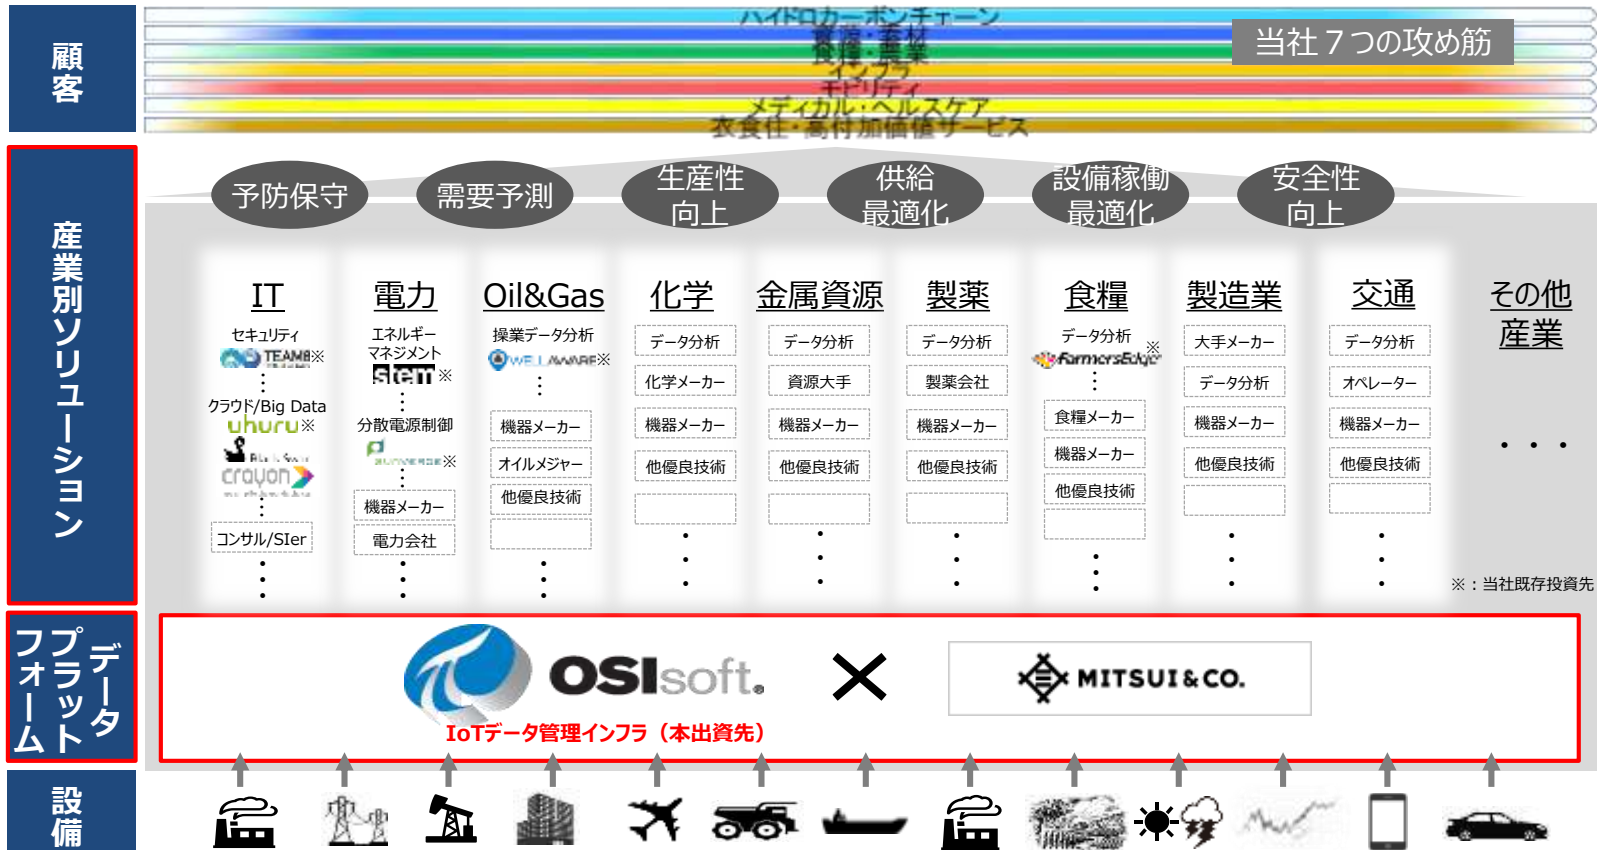 顧客
ハイドロカーボンチェーン
資源・素材
食糧・農業
インフラ
モビリティ
メディカル・ヘルスケア
衣食住・高付加価値サービス
当社７つの攻め筋
産業別ソリューション
予防保守
需要予測
生産性
向上
供給
最適化
設備稼働
最適化
安全性
向上
IT
セキュリティ
TEAM8※
クラウド/Big Data
uhuru※
crayon
コンサル/SIer
電力
エネルギー
マネジメント
stem※
分散電源制御
SUNVERGE※
機器メーカー
電力会社
Oil&Gas
操業データ分析
WELLAWARE※
機器メーカー
オイルメジャー
他優良技術
化学
データ分析
化学メーカー
機器メーカー
他優良技術
金属資源
データ分析
資源大手
機器メーカー
他優良技術
製薬
データ分析
製薬会社
機器メーカー
他優良技術
食糧
データ分析
※
FarmersEdge
食糧メーカー
機器メーカー
他優良技術
製造業
大手メーカー
データ分析
機器メーカー
他優良技術
交通
データ分析
オペレーター
機器メーカー
他優良技術
その他
産業
・・・
※：当社既存投資先
データ
プラット
フォーム
OSIsoft®
IoTデータ管理インフラ（本出資先）
×
MITSUI&CO.
設備